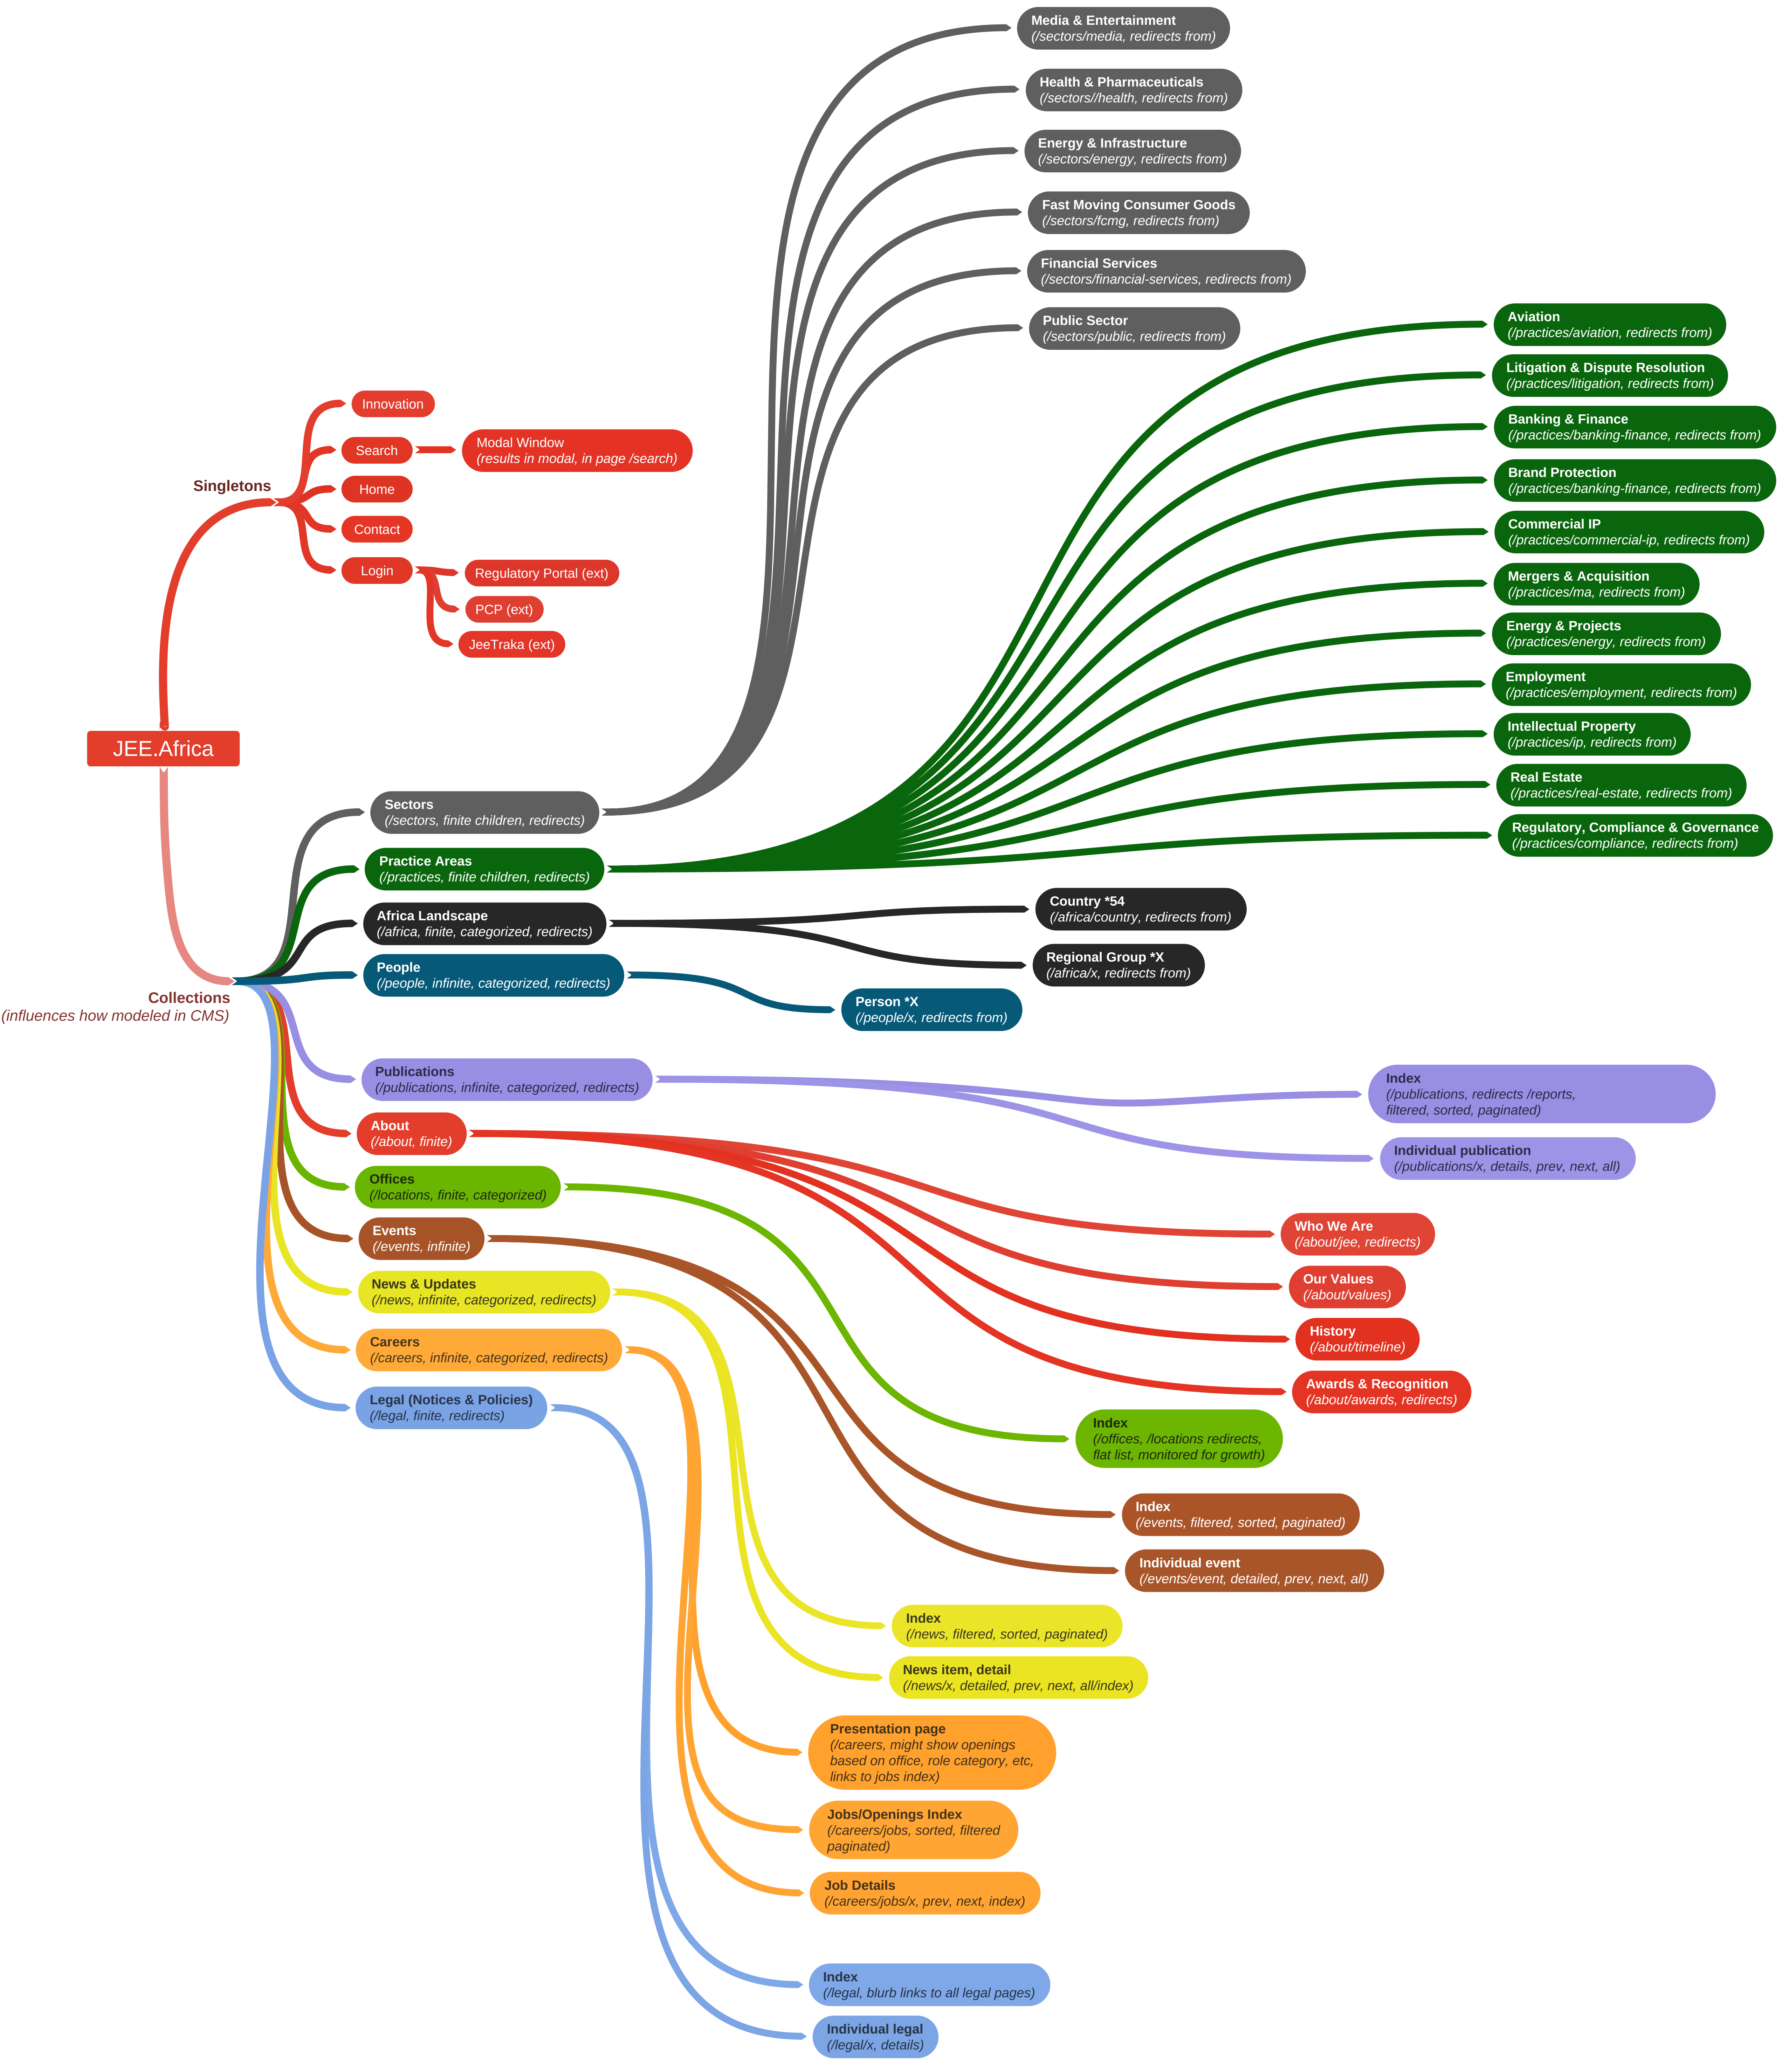 Media & Entertainment
(/sectors/media, redirects from)
Health & Pharmaceuticals
(/sectors//health, redirects from)
Energy & Infrastructure
(/sectors/energy, redirects from)
Fast Moving Consumer Goods
(/sectors/fcmg, redirects from)
Financial Services
(/sectors/financial-services, redirects from)
Public Sector
(/sectors/public, redirects from)
Aviation
(/practices/aviation, redirects from)
Litigation & Dispute Resolution
(/practices/litigation, redirects from)
Banking & Finance
(/practices/banking-finance, redirects from)
Brand Protection
(/practices/banking-finance, redirects from)
Commercial IP
(/practices/commercial-ip, redirects from)
Mergers & Acquisition
(/practices/ma, redirects from)
Energy & Projects
(/practices/energy, redirects from)
Employment
(/practices/employment, redirects from)
Intellectual Property
(/practices/ip, redirects from)
Real Estate
(/practices/real-estate, redirects from)
Regulatory, Compliance & Governance
(/practices/compliance, redirects from)
Innovation
Search
Modal Window
(results in modal, in page /search)
Singletons
Home
Contact
Login
Regulatory Portal (ext)
PCP (ext)
JeeTraka (ext)
JEE.Africa
Sectors
(/sectors, finite children, redirects)
Practice Areas
(/practices, finite children, redirects)
Africa Landscape
(/africa, finite, categorized, redirects)
Country *54
(/africa/country, redirects from)
Regional Group *X
(/africa/x, redirects from)
People
(/people, infinite, categorized, redirects)
Person *X
(/people/x, redirects from)
Collections
(influences how modeled in CMS)
Publications
(/publications, infinite, categorized, redirects)
Index
(/publications, redirects /reports,
filtered, sorted, paginated)
Individual publication
(/publications/x, details, prev, next, all)
About
(/about, finite)
Offices
(/locations, finite, categorized)
Events
(/events, infinite)
News & Updates
(/news, infinite, categorized, redirects)
Careers
(/careers, infinite, categorized, redirects)
Legal (Notices & Policies)
(/legal, finite, redirects)
Who We Are
(/about/jee, redirects)
Our Values
(/about/values)
History
(/about/timeline)
Awards & Recognition
(/about/awards, redirects)
Index
(/offices, /locations redirects,
flat list, monitored for growth)
Index
(/events, filtered, sorted, paginated)
Individual event
(/events/event, detailed, prev, next, all)
Index
(/news, filtered, sorted, paginated)
News item, detail
(/news/x, detailed, prev, next, all/index)
Presentation page
(/careers, might show openings
based on office, role category, etc,
links to jobs index)
Jobs/Openings Index
(/careers/jobs, sorted, filtered
paginated)
Job Details
(/careers/jobs/x, prev, next, index)
Index
(/legal, blurb links to all legal pages)
Individual legal
(/legal/x, details)